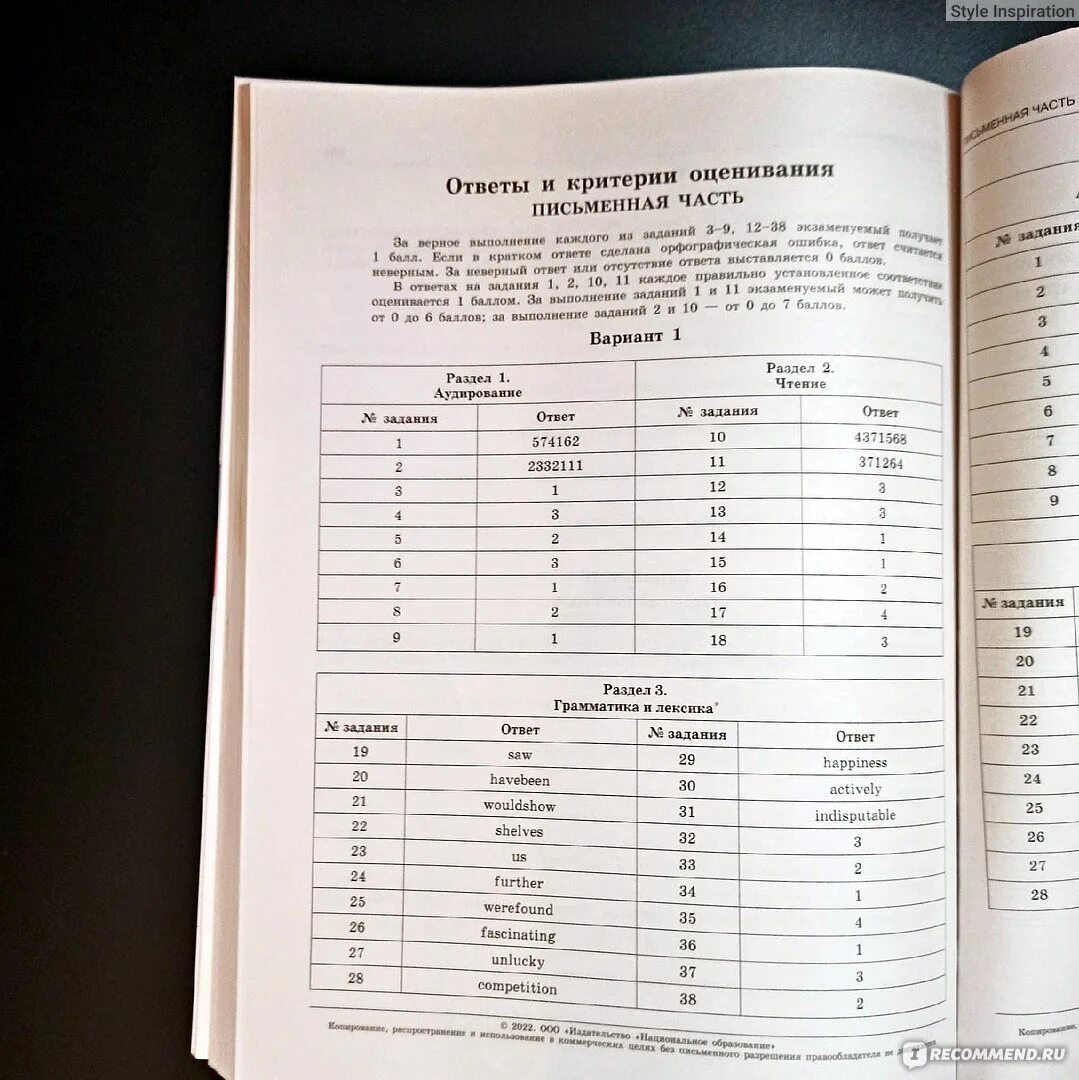 Style Inspiration
Ответы и критерии оценивания
ПИСЬМЕННАЯ ЧАСТЬ
За верное выполнение каждого из заданий 3–9, 12–38 экзаменуемый получает
1 балл. Если в кратком ответе сделана орфографическая ошибка, ответ считается
неверным. За неверный ответ или отсутствие ответа выставляется 0 баллов.
В ответах на задания 1, 2, 10, 11 каждое правильно установленное соответствие
оценивается 1 баллом. За выполнение заданий 1 и 11 экзаменуемый может получить
от 0 до 6 баллов; за выполнение заданий 2 и 10 — от 0 до 7 баллов.
Вариант 1
Раздел 1. Аудирование Раздел 2. Чтение
№ задания Ответ № задания Ответ
1 574162 10 4371568
2 2332111 11 371264
3 1 12 3
4 3 13 3
5 2 14 1
6 3 15 1
7 1 16 2
8 2 17 4
9 1 18 3
Раздел 3.
Грамматика и лексика*
№ задания Ответ № задания Ответ
19 saw 29 happiness
20 havebeen 30 actively
21 wouldshow 31 indisputable
22 shelves 32 3
23 us 33 2
24 further 34 1
25 werefound 35 4
26 fascinating 36 1
27 unlucky 37 3
28 competition 38 2
© 2022. ООО «Издательство «Национальное образование»
Копирование, распространение и использование в коммерческих целях без письменного разрешения правообладателя не
ПИСЬМЕННАЯ ЧАСТЬ
№ задания
1
2
3
4
5
6
7
8
9
№ задания
19
20
21
22
23
24
25
26
27
28
Копирование,
IRECOMMEND.RU